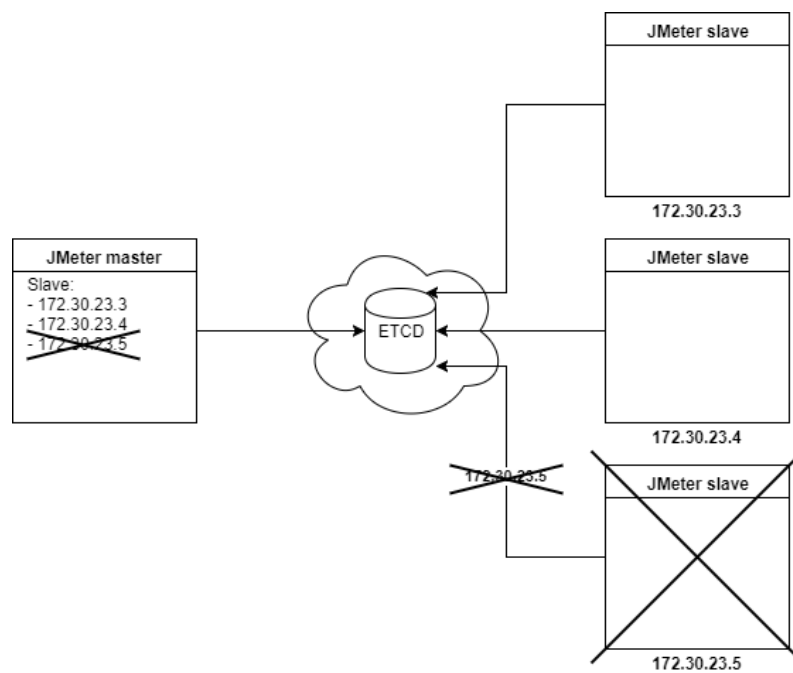 JMeter slave
172.30.23.3
JMeter master
Slave:
- 172.30.23.3
- 172.30.23.4
- 172.30.23.5
ETCD
JMeter slave
172.30.23.4
172.30.23.5
JMeter slave
172.30.23.5